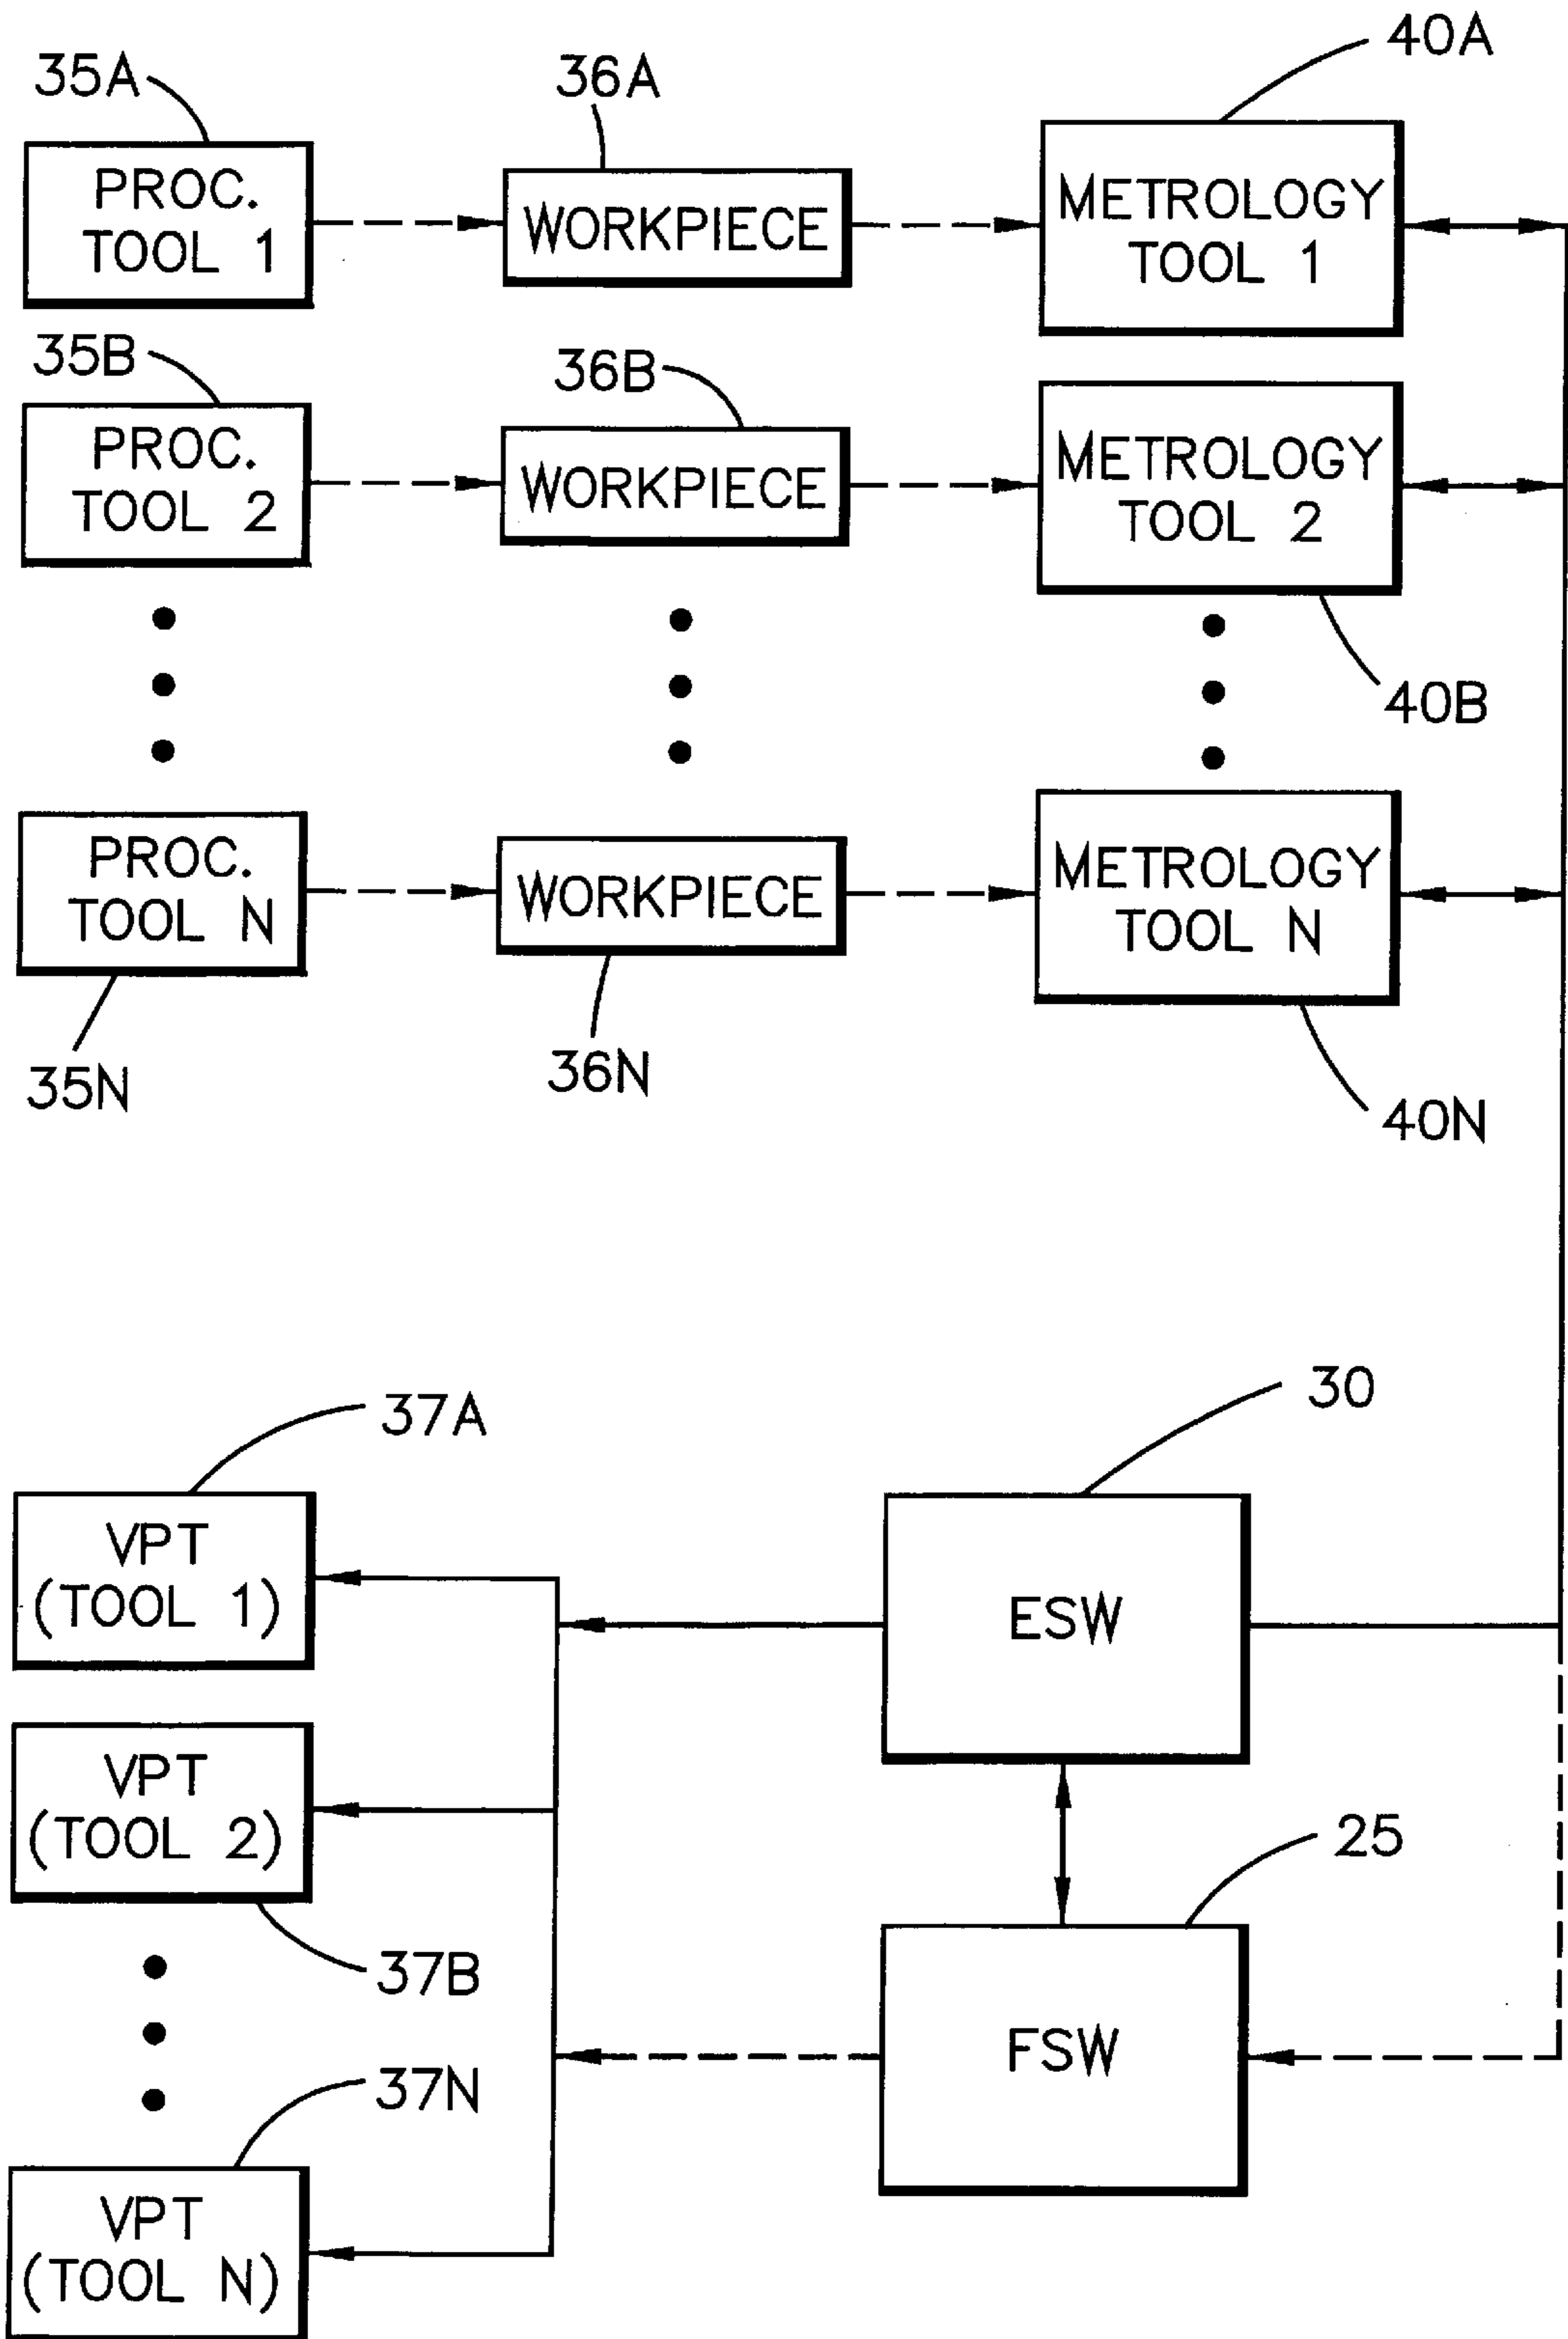 35A
36A
40A
PROC.
TOOL 1
WORKPIECE
METROLOGY
TOOL 1
35B
36B
PROC.
TOOL 2
WORKPIECE
METROLOGY
TOOL 2
40B
PROC.
TOOL N
WORKPIECE
METROLOGY
TOOL N
35N
36N
40N
37A
30
VPT
(TOOL 1)
ESW
VPT
(TOOL 2)
25
37B
FSW
37N
VPT
(TOOL N)